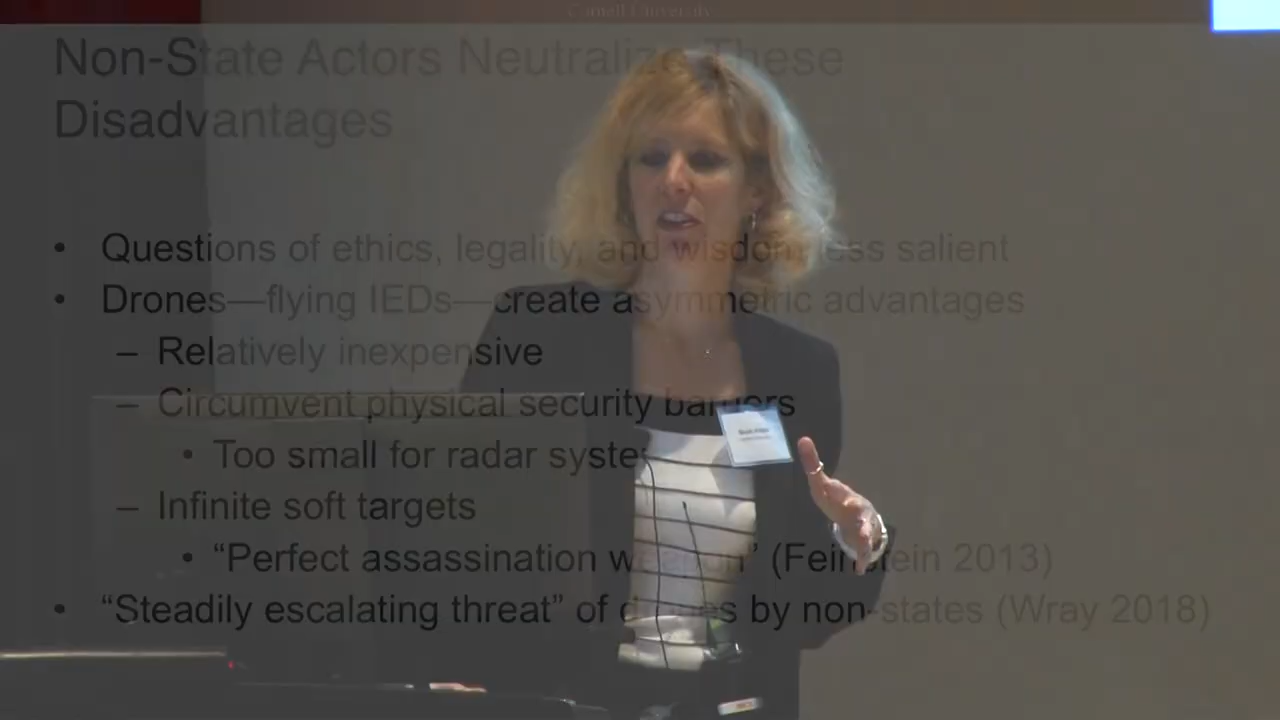 Cornell University
Non-State Actors Neutralize These
Disadvantages
• Questions of ethics, legality, and wisdom less salient
• Drones—flying IEDs—create asymmetric advantages
– Relatively inexpensive
– Circumvent physical security barriers
• Too small for radar systems
– Infinite soft targets
• “Perfect assassination weapon” (Feinstein 2013)
• “Steadily escalating threat” of drones by non-states (Wray 2018)